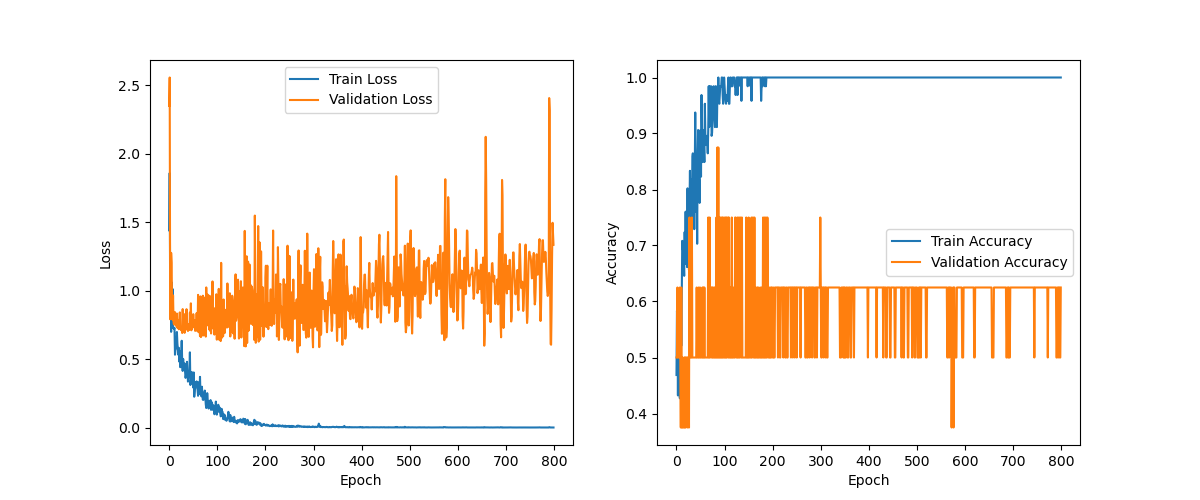 Train Loss
Validation Loss
2.5
2.0
1.5
1.0
0.5
0.0
Loss
0 100 200 300 400 500 600 700 800
Epoch
1.0
0.9
0.8
0.7
0.6
0.5
0.4
Accuracy
Train Accuracy
Validation Accuracy
0 100 200 300 400 500 600 700 800
Epoch